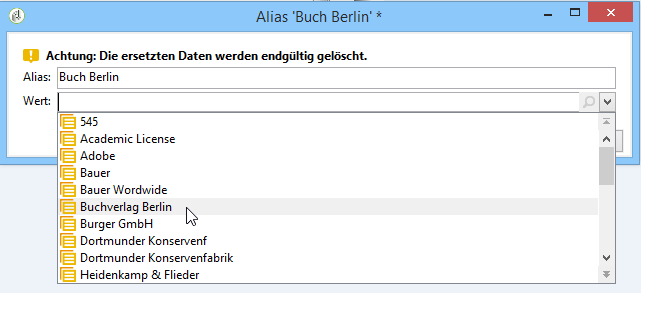 Alias 'Buch Berlin' *
Achtung: Die ersetzten Daten werden endgültig gelöscht.
Alias: Buch Berlin
Wert:
545
Academic License
Adobe
Bauer
Bauer Wordwide
Buchverlag Berlin
Burger GmbH
Dortmunder Konservenf
Dortmunder Konservenfabrik
Heidenkamp & Flieder